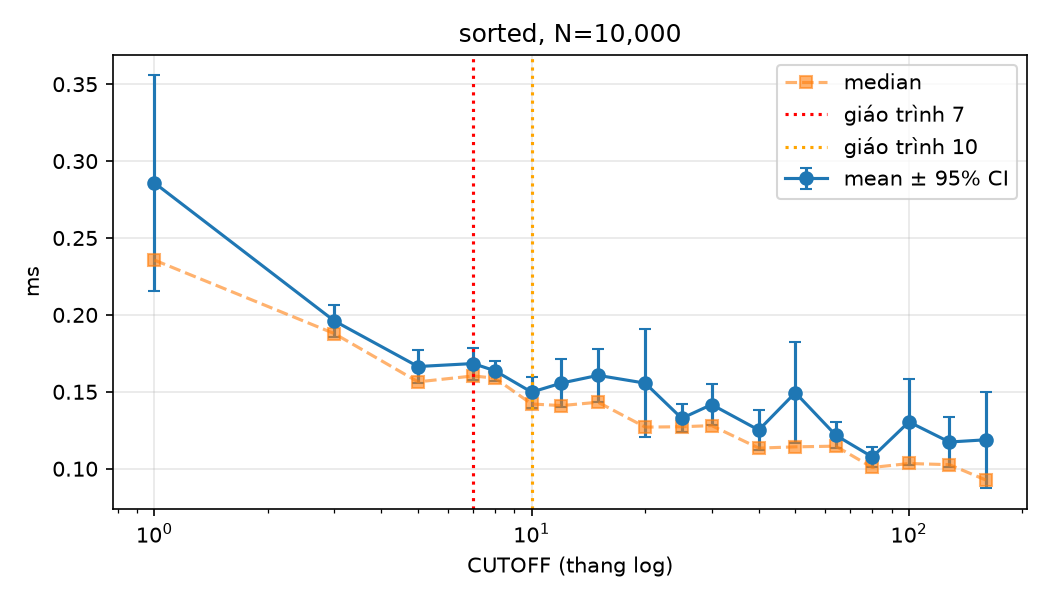 sorted, N=10,000
median
giáo trình 7
giáo trình 10
mean ± 95% CI
0.35
0.30
0.25
0.20
0.15
0.10
ms
10⁰
10¹
10²
CUTOFF (thang log)